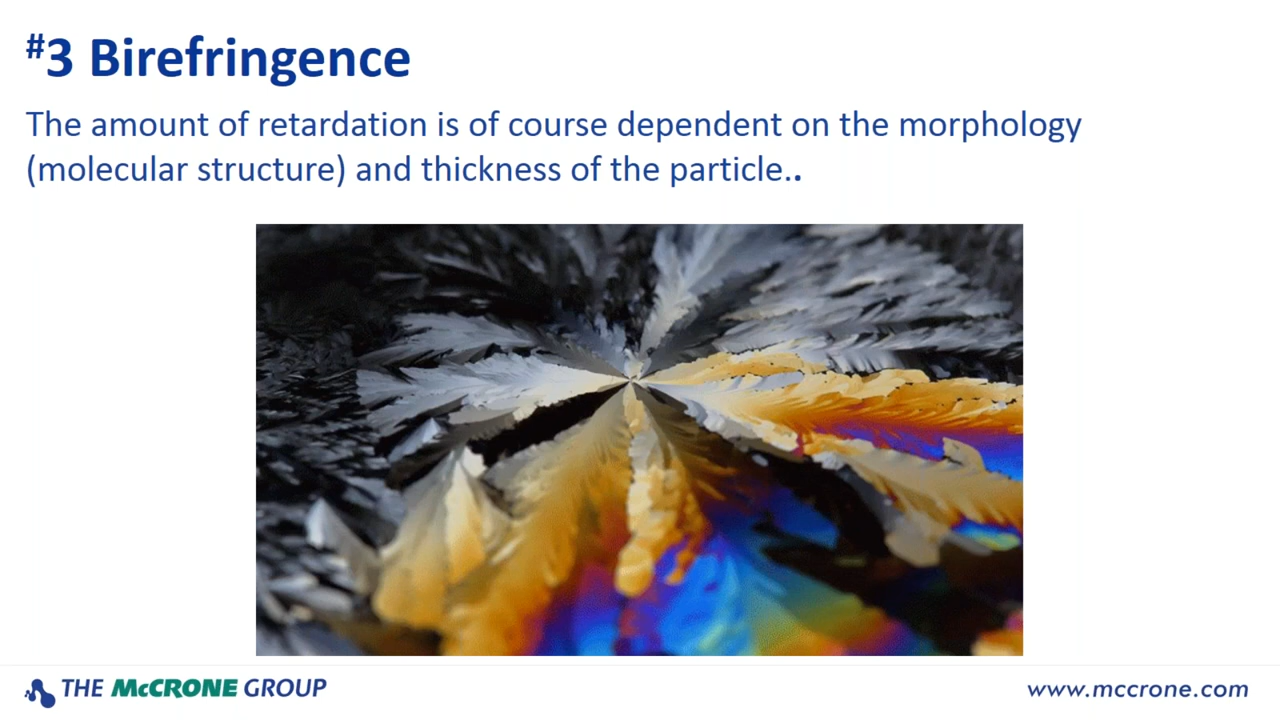 #3 Birefringence
The amount of retardation is of course dependent on the morphology
(molecular structure) and thickness of the particle..
THE McCRONE GROUP
www.mccrone.com